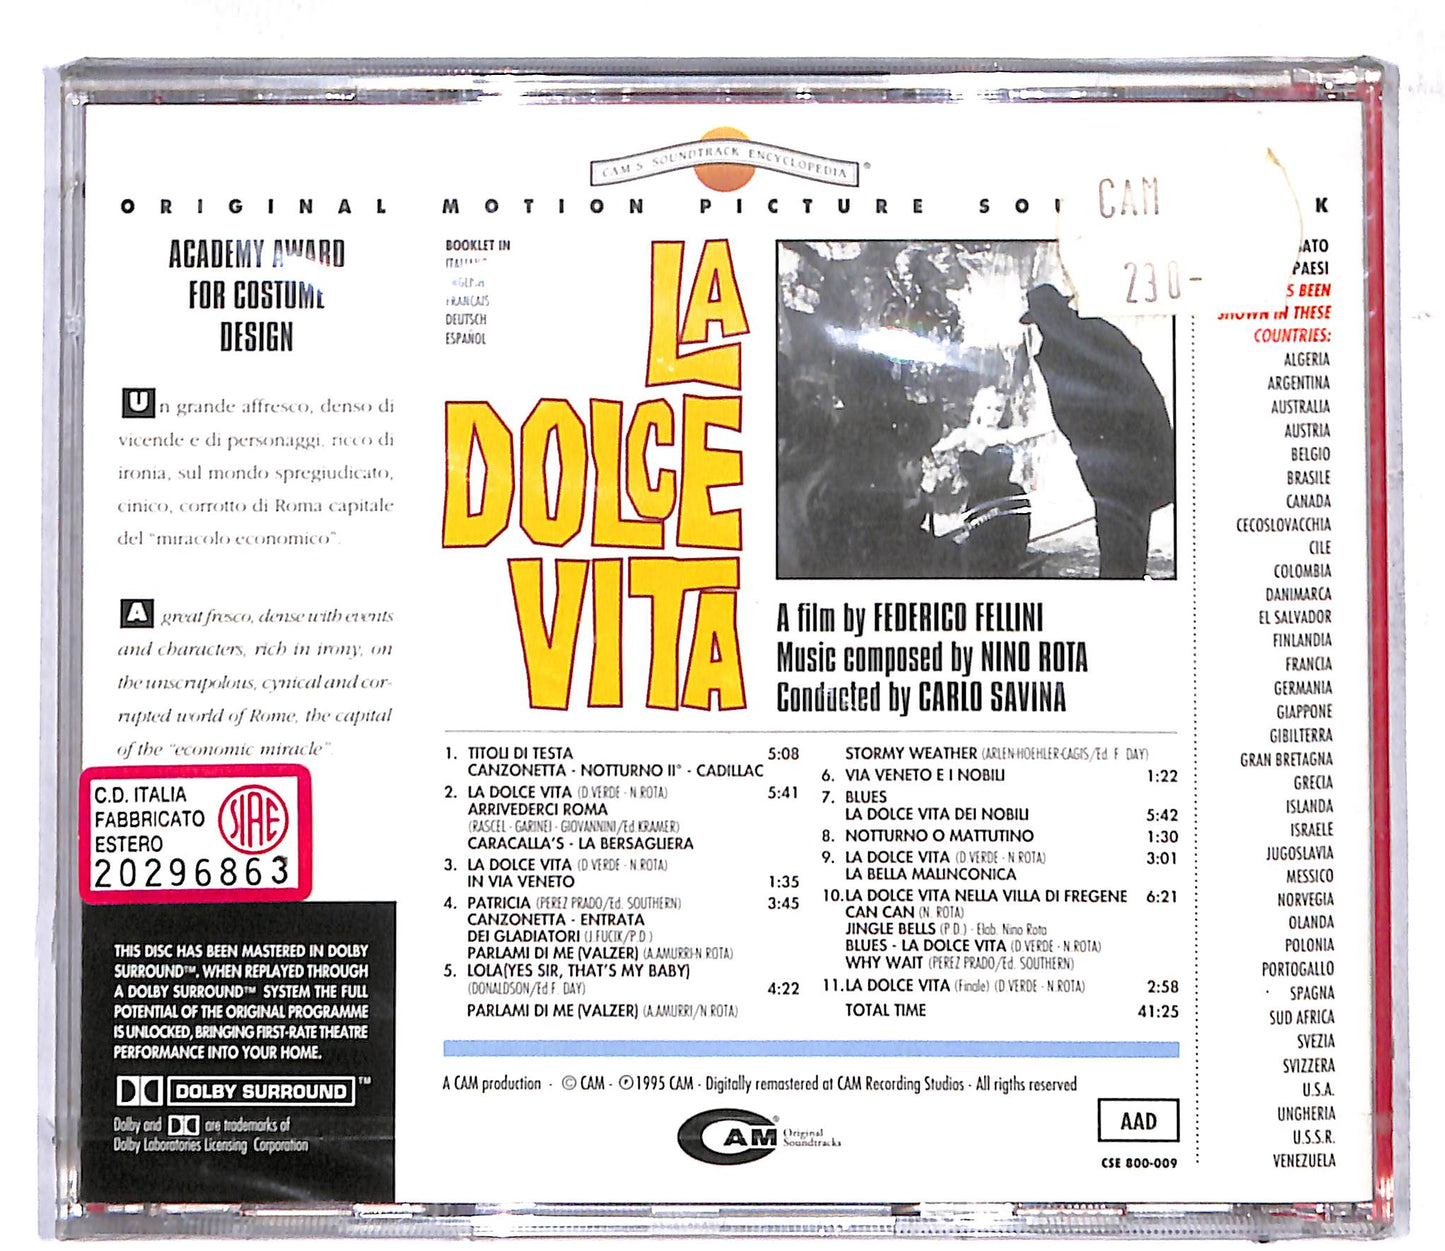 CAM'S SOUNDTRACK ENCYCLOPEDIA ®
ORIGINAL MOTION PICTURE
K
CAM
230-
ACADEMY AWARD
FOR COSTUME
DESIGN
Un grande affresco, denso di
vicende e di personaggi, ricco di
ironia, sul mondo spregiudicato,
cinico, corrotto di Roma capitale
del "miracolo economico".
A great fresco, dense with events
and characters, rich in irony, on
the unscrupolous, cynical and cor-
rupted world of Rome, the capital
of the "economic miracle".
C.D. ITALIA
FABBRICATO
ESTERO
SIAE
20296863
THIS DISC HAS BEEN MASTERED IN DOLBY
SURROUND™, WHEN REPLAYED THROUGH
A DOLBY SURROUND™ SYSTEM THE FULL
POTENTIAL OF THE ORIGINAL PROGRAMME
IS UNLOCKED, BRINGING FIRST-RATE THEATRE
PERFORMANCE INTO YOUR HOME.
DOLBY SURROUND™
Dolby and are trademarks of
Dolby Laboratories Licensing Corporation
BOOKLET IN
FRANCAIS
DEUTSCH
ESPAÑOL
LA
DOLCE
VITA
A film by FEDERICO FELLINI
Music composed by NINO ROTA
Conducted by CARLO SAVINA
1. TITOLI DI TESTA 5:08
CANZONETTA - NOTTURNO II° - CADILLAC
2. LA DOLCE VITA (D.VERDE - N.ROTA) 5:41
ARRIVEDERCI ROMA
(RASCEL - GARINEI - GIOVANNINI/Ed.KRAMER)
CARACALLA'S - LA BERSAGLIERA
3. LA DOLCE VITA (D.VERDE - N.ROTA)
IN VIA VENETO 1:35
4. PATRICIA (PEREZ PRADO/Ed. SOUTHERN) 3:45
CANZONETTA - ENTRATA
DEI GLADIATORI (J.FUCIK/P.D.)
PARLAMI DI ME (VALZER) (A.AMURRI-N.ROTA)
5. LOLA(YES SIR, THAT'S MY BABY)
(DONALDSON/Ed.F. DAY) 4:22
PARLAMI DI ME (VALZER) (A.AMURRI/N.ROTA)
STORMY WEATHER (ARLEN-HOEHLER-CAGIS/Ed. F. DAY)
6. VIA VENETO E I NOBILI 1:22
7. BLUES
LA DOLCE VITA DEI NOBILI 5:42
8. NOTTURNO O MATTUTINO 1:30
9. LA DOLCE VITA (D.VERDE - N.ROTA) 3:01
LA BELLA MALINCONICA
10.LA DOLCE VITA NELLA VILLA DI FREGENE 6:21
CAN CAN (N. ROTA)
JINGLE BELLS (P.D.) - Elab. Nino Rota
BLUES - LA DOLCE VITA (D.VERDE - N.ROTA)
WHY WAIT (PEREZ PRADO/Ed. SOUTHERN)
11.LA DOLCE VITA (Finale) (D.VERDE - N.ROTA) 2:58
TOTAL TIME 41:25
A CAM production - © CAM - ℗1995 CAM - Digitally remastered at CAM Recording Studios - All rigths reserved
CAM® Original
Soundtracks
AAD
CSE 800-009
PAESI
BEEN
SHOWN IN THESE
COUNTRIES:
ALGERIA
ARGENTINA
AUSTRALIA
AUSTRIA
BELGIO
BRASILE
CANADA
CECOSLOVACCHIA
CILE
COLOMBIA
DANIMARCA
EL SALVADOR
FINLANDIA
FRANCIA
GERMANIA
GIAPPONE
GIBILTERRA
GRAN BRETAGNA
GRECIA
ISLANDA
ISRAELE
JUGOSLAVIA
MESSICO
NORVEGIA
OLANDA
POLONIA
PORTOGALLO
SPAGNA
SUD AFRICA
SVEZIA
SVIZZERA
U.S.A.
UNGHERIA
U.S.S.R.
VENEZUELA